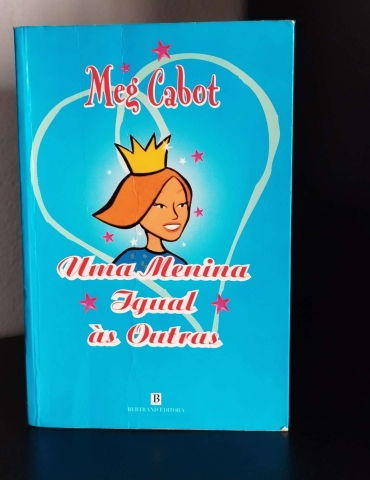 Meg Cabot
Uma Menina
Igual
às Outras
B
BERTRAND EDITORA